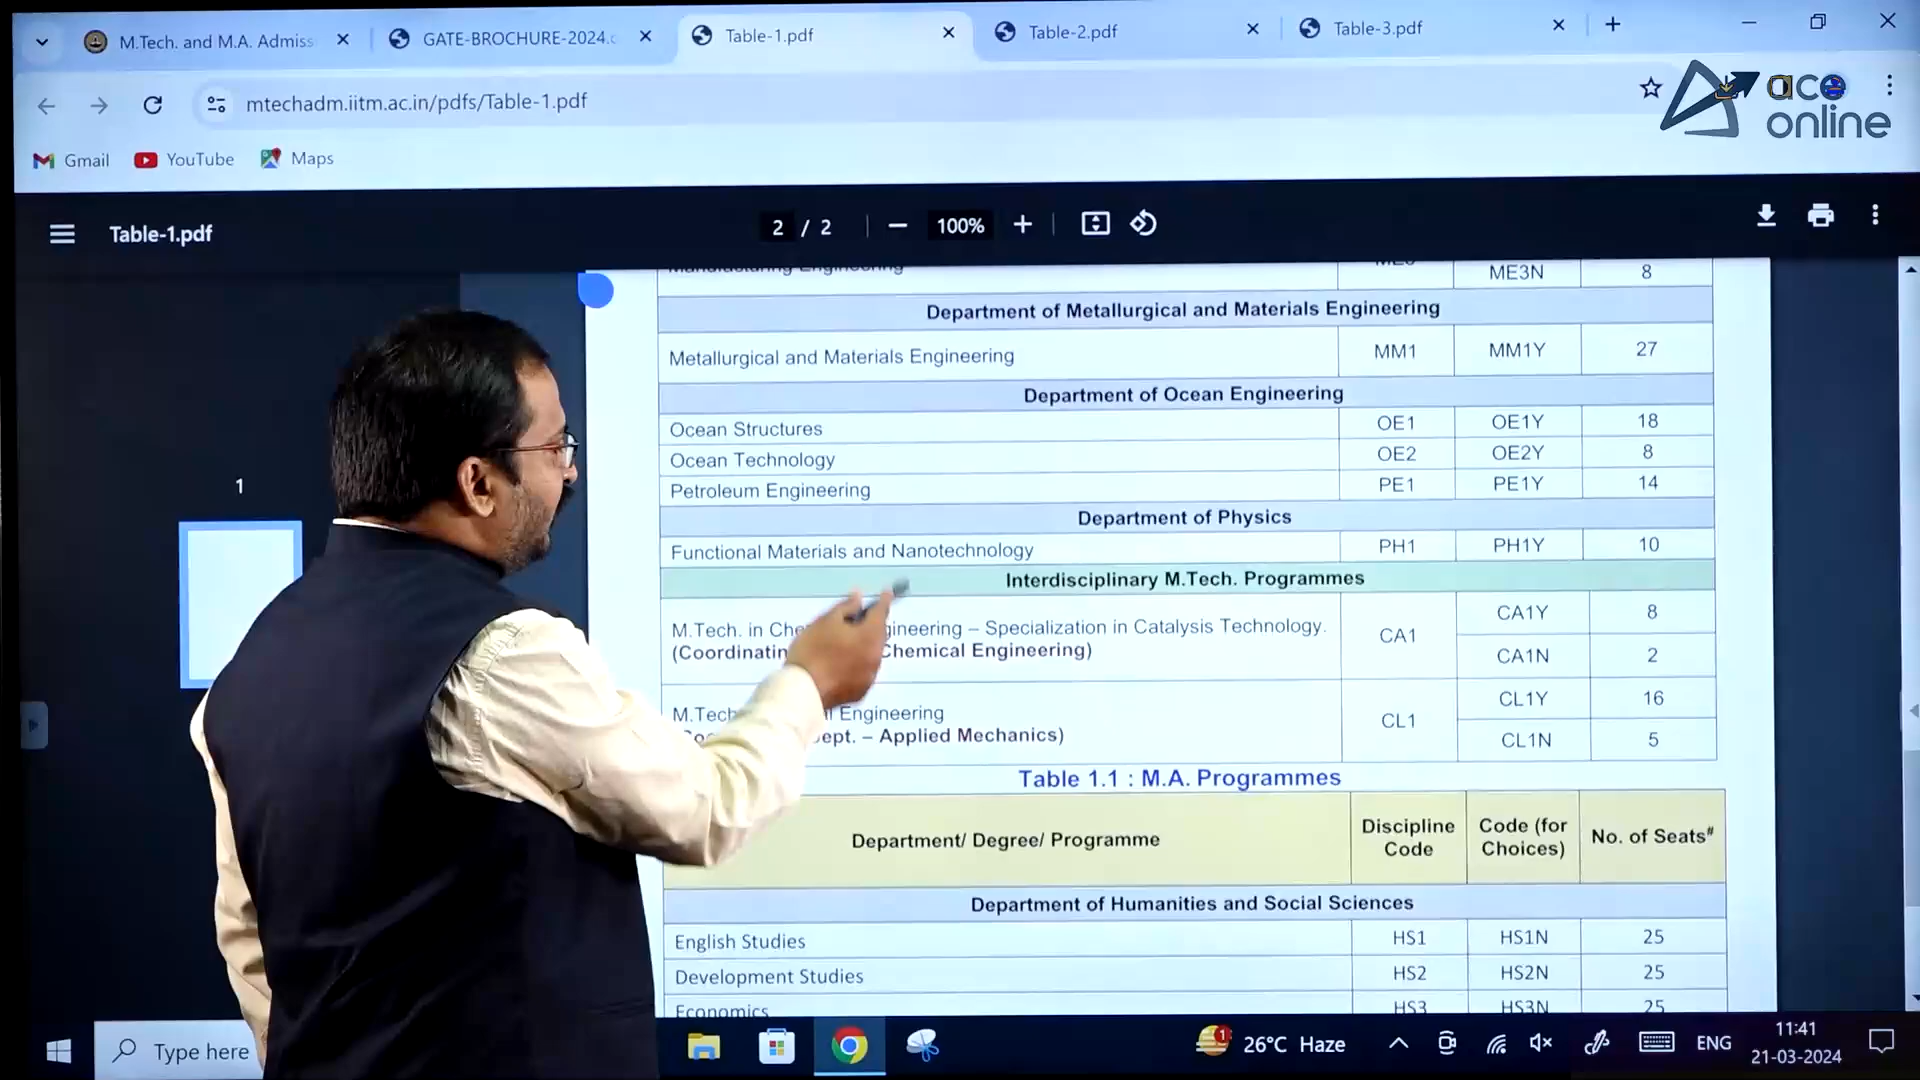 M.Tech. and M.A. Admiss
GATE-BROCHURE-2024.
Table-1.pdf
Table-2.pdf
Table-3.pdf
mtechadm.iitm.ac.in/pdfs/Table-1.pdf
ace
online
Gmail
YouTube
Maps
Table-1.pdf
2 / 2
100%
1
Manufacturing Engineering ME3N 8
Department of Metallurgical and Materials Engineering
Metallurgical and Materials Engineering MM1 MM1Y 27
Department of Ocean Engineering
Ocean Structures OE1 OE1Y 18
Ocean Technology OE2 OE2Y 8
Petroleum Engineering PE1 PE1Y 14
Department of Physics
Functional Materials and Nanotechnology PH1 PH1Y 10
Interdisciplinary M.Tech. Programmes
CA1Y 8
M.Tech. in Che gineering – Specialization in Catalysis Technology. CA1
(Coordinatin Chemical Engineering)
CA1N 2
CL1Y 16
M.Tech l Engineering CL1
ept. – Applied Mechanics)
CL1N 5
Table 1.1 : M.A. Programmes
Department/ Degree/ Programme
Discipline
Code
Code (for
Choices)
No. of Seats#
Department of Humanities and Social Sciences
English Studies HS1 HS1N 25
Development Studies HS2 HS2N 25
Economics HS3 HS3N 25
Type here
1
26°C Haze
ENG
11:41
21-03-2024